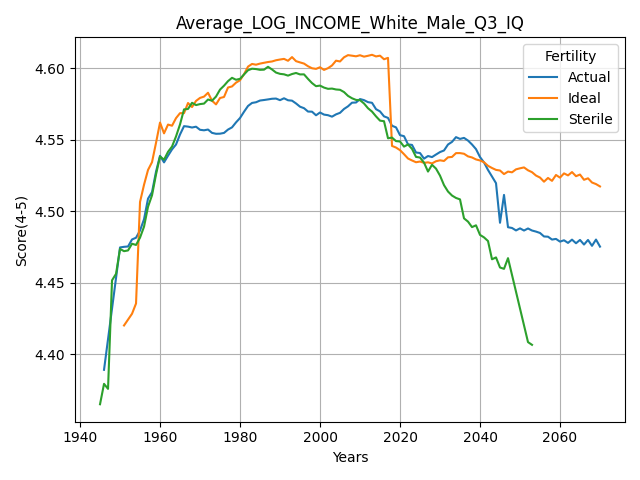 Average_LOG_INCOME_White_Male_Q3_IQ
Fertility
Actual
Ideal
Sterile
Score(4-5)
4.60
4.55
4.50
4.45
4.40
1940
1960
1980
2000
2020
2040
2060
Years